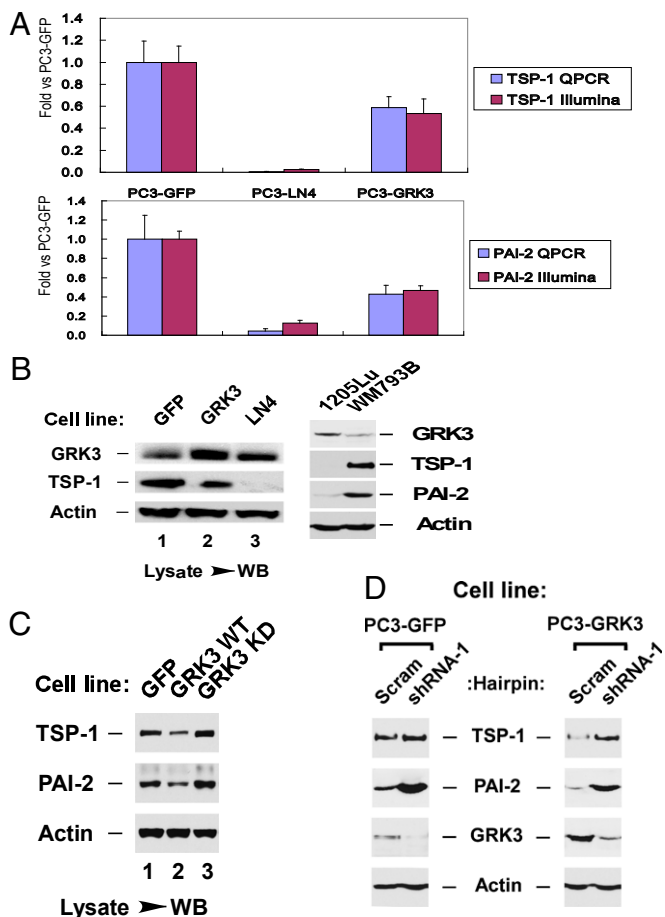 A
Fold vs PC3-GFP
1.4
1.2
1.0
0.8
0.6
0.4
0.2
0.0
TSP-1 QPCR
TSP-1 Illumina
PC3-GFP PC3-LN4 PC3-GRK3
Fold vs PC3-GFP
1.4
1.2
1.0
0.8
0.6
0.4
0.2
0.0
PAI-2 QPCR
PAI-2 Illumina
B
Cell line: GFP GRK3 LN4
GRK3
TSP-1
Actin
1 2 3
Lysate ➤ WB
1205Lu WM793B
GRK3
TSP-1
PAI-2
Actin
C
Cell line: GFP GRK3 WT GRK3 KD
TSP-1
PAI-2
Actin
1 2 3
Lysate ➤ WB
D
Cell line:
PC3-GFP PC3-GRK3
Scram shRNA-1 :Hairpin: Scram shRNA-1
TSP-1
PAI-2
GRK3
Actin